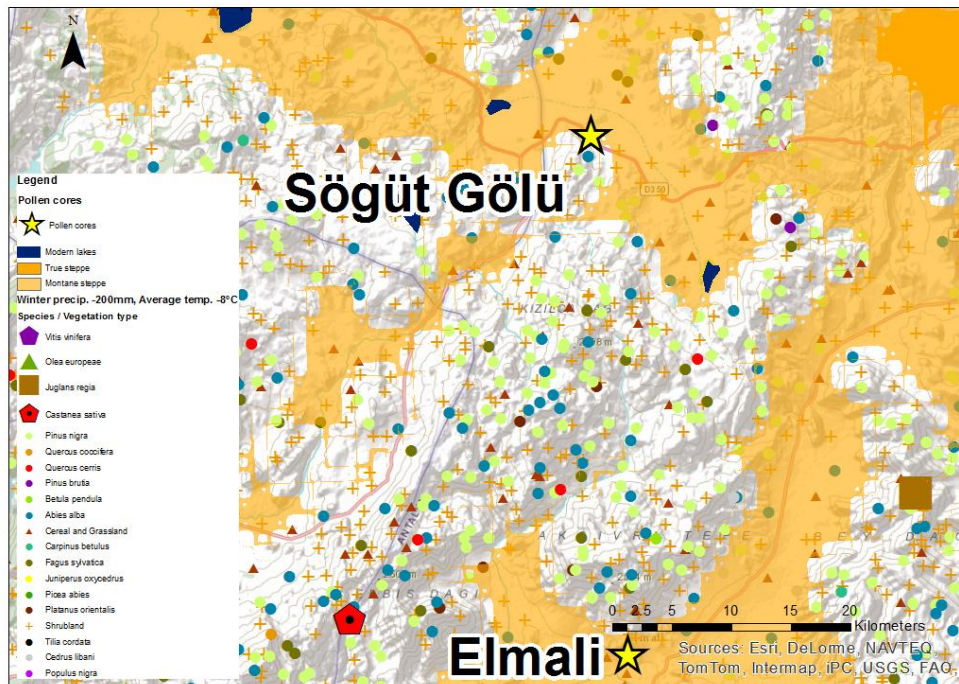 N
Sögüt Gölü
D350
Legend
Pollen cores
Pollen cores
Modern lakes
True steppe
Montane steppe
Winter precip. -200mm, Average temp. -8°C
Species / Vegetation type
Vitis vinifera
Olea europeae
Juglans regia
Castanea sativa
Pinus nigra
Quercus coccifera
Quercus cerris
Pinus brutia
Betula pendula
Abies alba
Cereal and Grassland
Carpinus betulus
Fagus sylvatica
Juniperus oxycedrus
Picea abies
Platanus orientalis
Shrubland
Tilia cordata
Cedrus libani
Populus nigra
ANTAL
Elmali
0 2.5 5 10 15 20
Kilometers
Sources: Esri, DeLorme, NAVTEQ,
TomTom, Intermap, iPC, USGS, FAO,